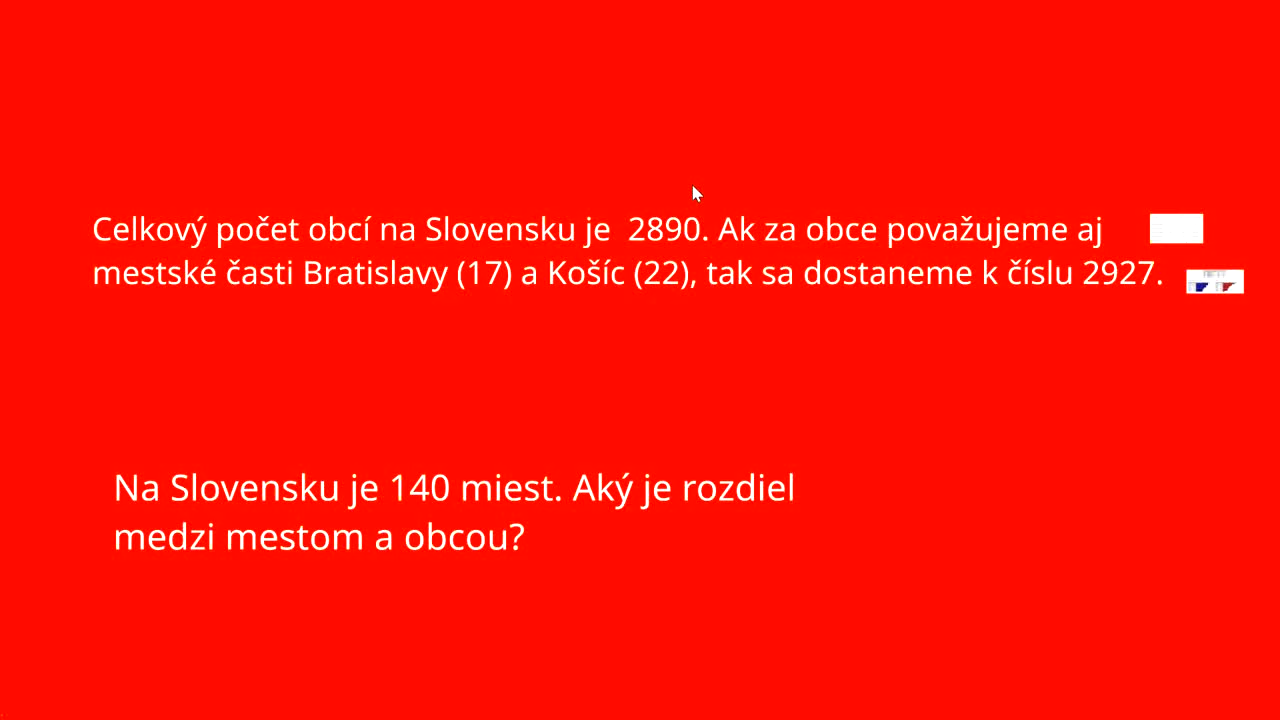 Celkový počet obcí na Slovensku je  2890. Ak za obce považujeme aj
mestské časti Bratislavy (17) a Košíc (22), tak sa dostaneme k číslu 2927.
Na Slovensku je 140 miest. Aký je rozdiel
medzi mestom a obcou?